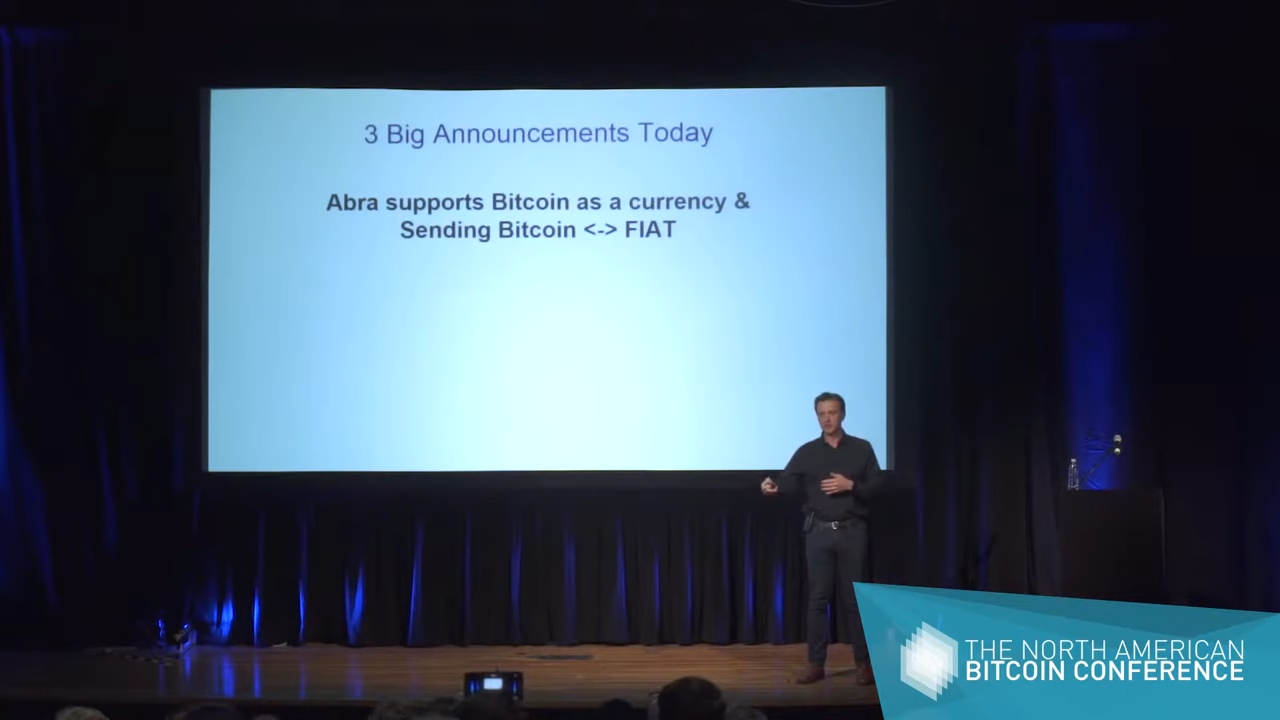 3 Big Announcements Today
Abra supports Bitcoin as a currency &
Sending Bitcoin <-> FIAT
THE NORTH AMERICAN
BITCOIN CONFERENCE